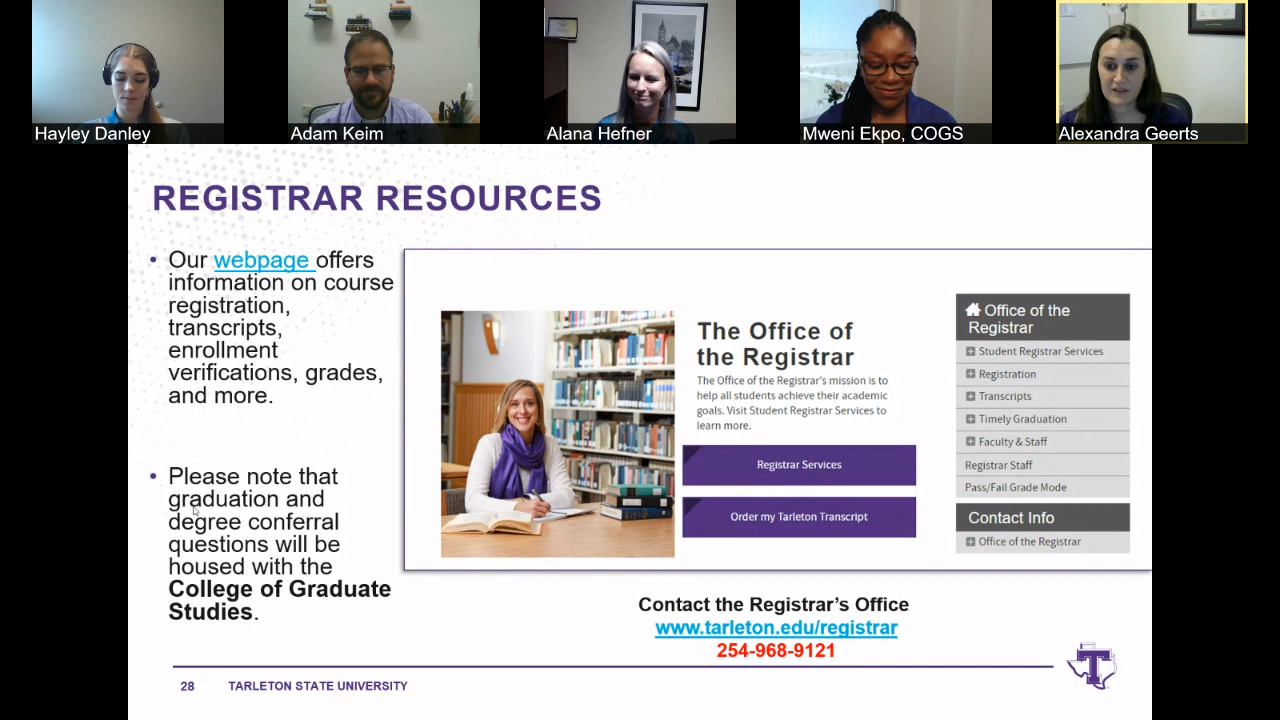 Hayley Danley
Adam Keim
Alana Hefner
Mweni Ekpo, COGS
Alexandra Geerts
REGISTRAR RESOURCES
• Our webpage offers
information on course
registration,
transcripts,
enrollment
verifications, grades,
and more.
• Please note that
graduation and
degree conferral
questions will be
housed with the
College of Graduate
Studies.
The Office of
the Registrar
The Office of the Registrar's mission is to
help all students achieve their academic
goals. Visit Student Registrar Services to
learn more.
Registrar Services
Order my Tarleton Transcript
Office of the
Registrar
Student Registrar Services
Registration
Transcripts
Timely Graduation
Faculty & Staff
Registrar Staff
Pass/Fail Grade Mode
Contact Info
Office of the Registrar
Contact the Registrar’s Office
www.tarleton.edu/registrar
254-968-9121
28 TARLETON STATE UNIVERSITY
T